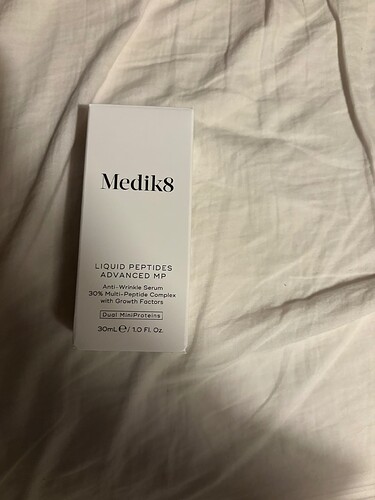 Medik8
LIQUID PEPTIDES
ADVANCED MP
Anti-Wrinkle Serum
30% Multi-Peptide Complex
with Growth Factors
Dual MiniProteins
30mL ℮ / 1.0 Fl. Oz.